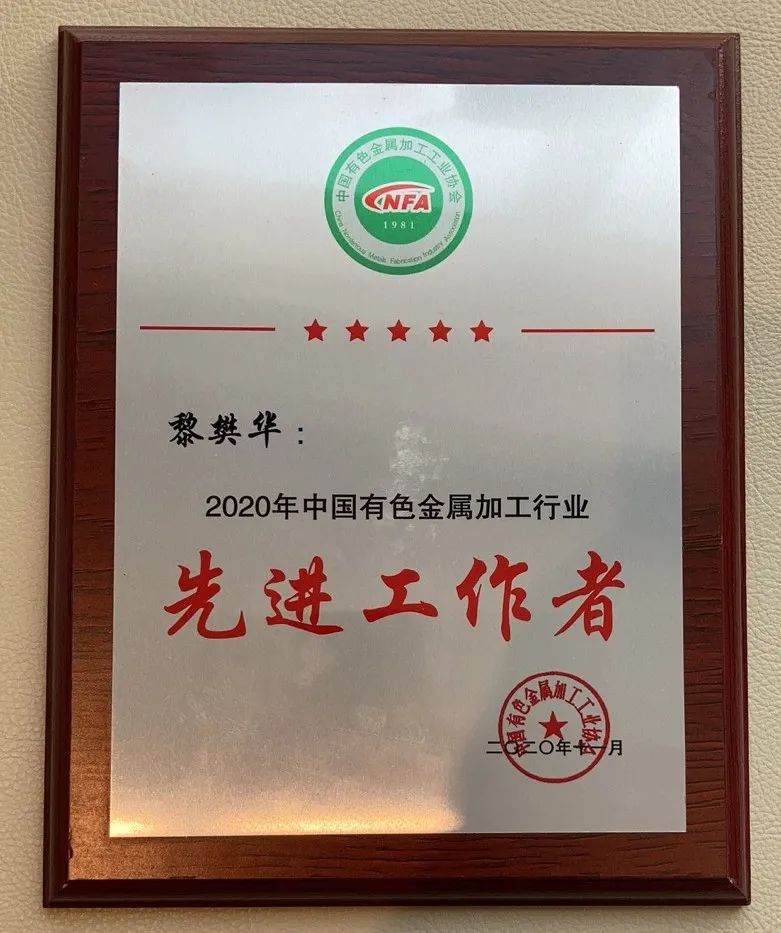 中国有色金属加工工业协会
CNFA
1981
China Nonferrous Metals Fabrication Industry Association
黎樊华：
2020年中国有色金属加工行业
先进工作者
中国有色金属加工工业协会
二〇二〇年十一月